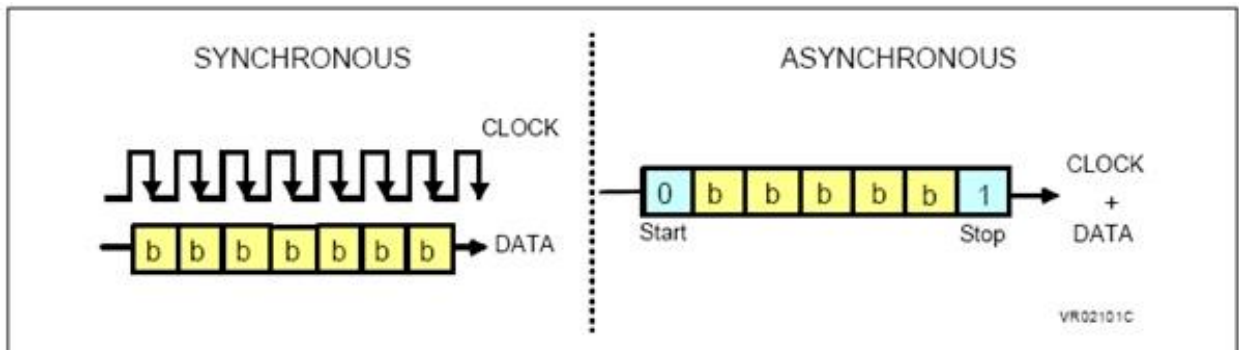 SYNCHRONOUS
CLOCK
b b b b b b b
DATA
ASYNCHRONOUS
0 b b b b b 1
Start Stop
CLOCK
+
DATA
VR02101C